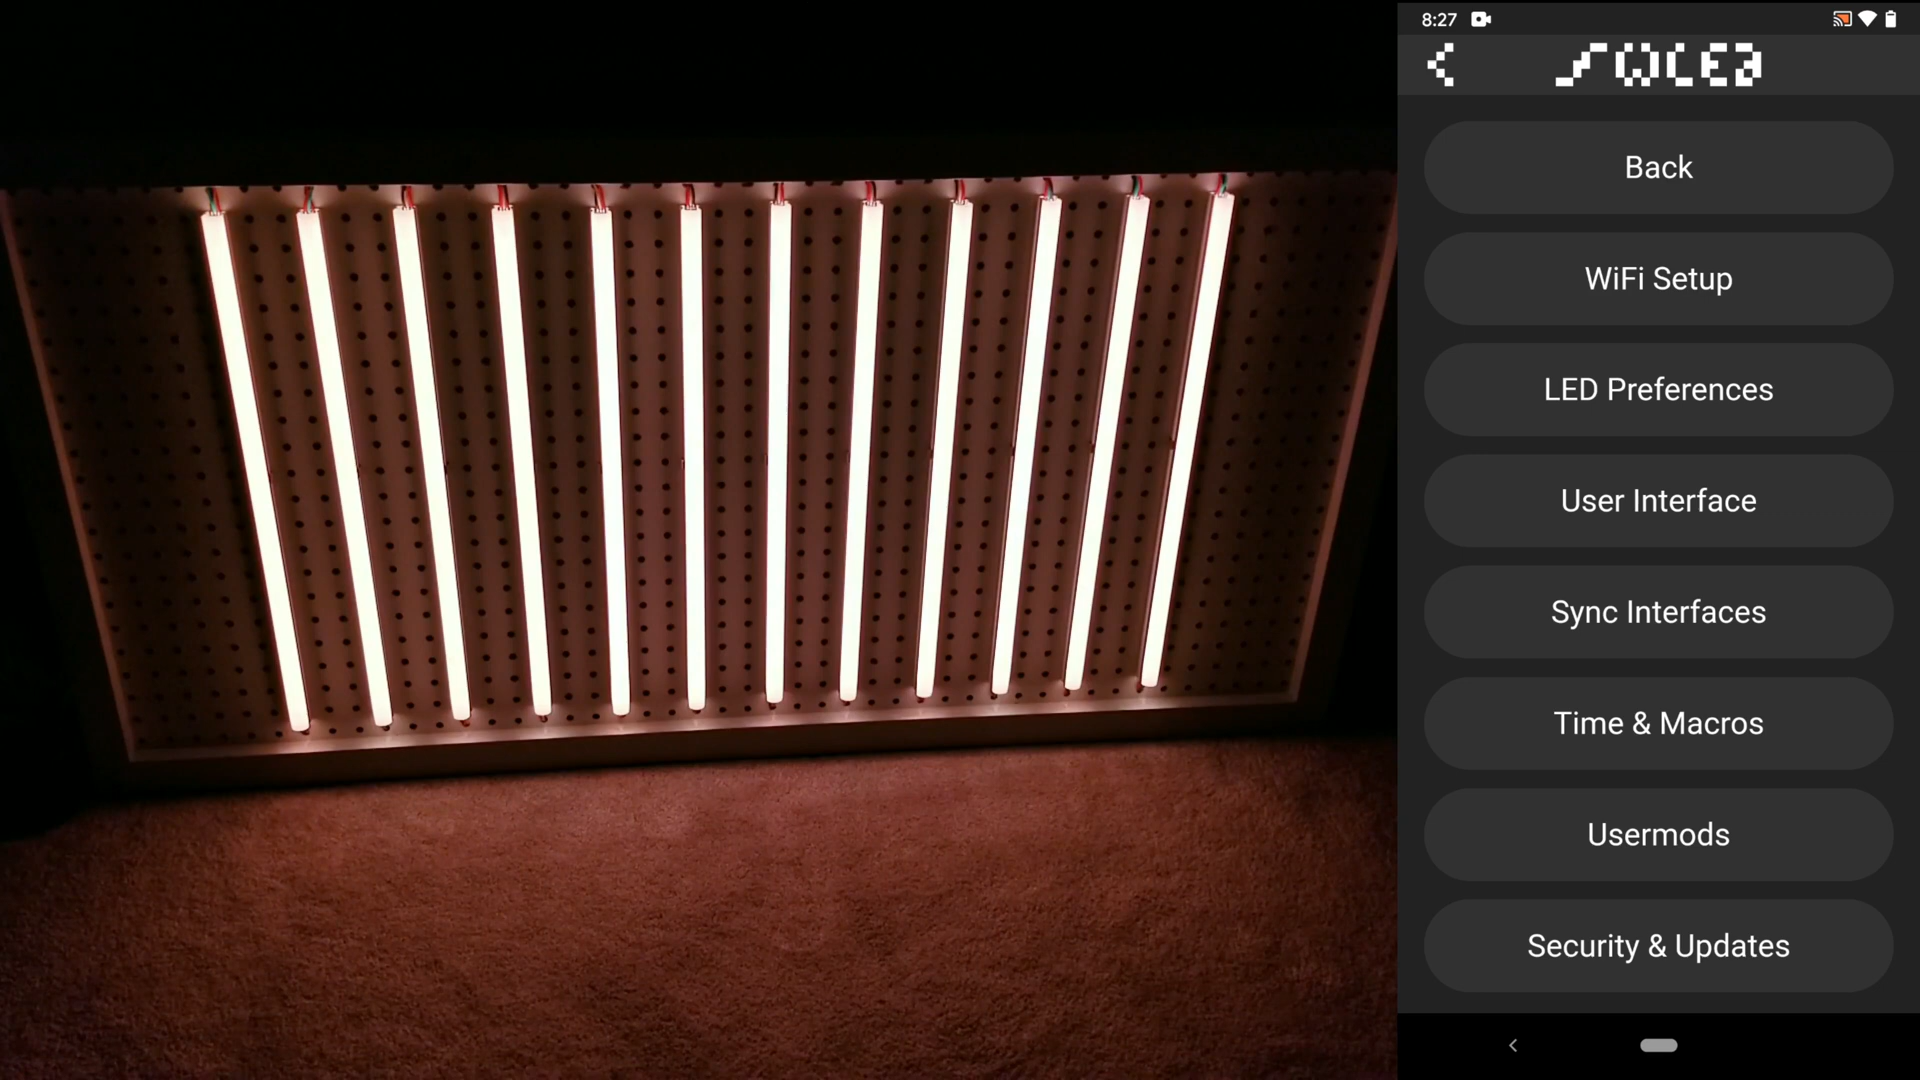 8:27
WLED
Back
WiFi Setup
LED Preferences
User Interface
Sync Interfaces
Time & Macros
Usermods
Security & Updates